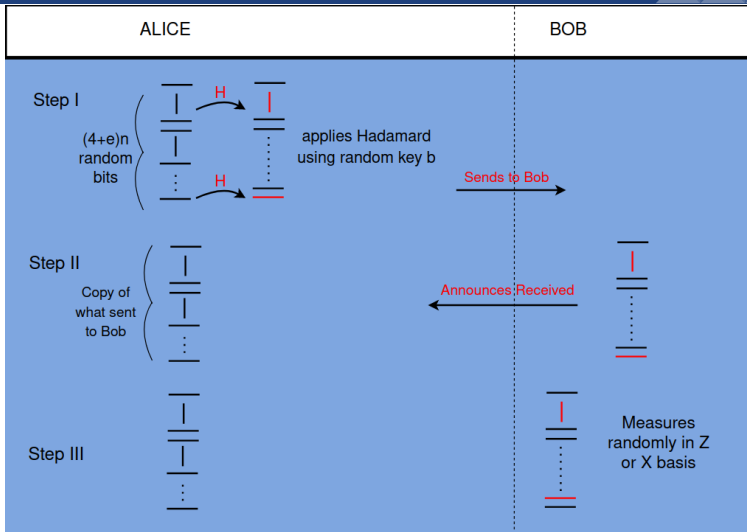 ALICE
BOB
Step I
(4+e)n
random
bits
H
H
applies Hadamard
using random key b
Sends to Bob
Step II
Copy of
what sent
to Bob
Announces Received
Step III
Measures
randomly in Z
or X basis